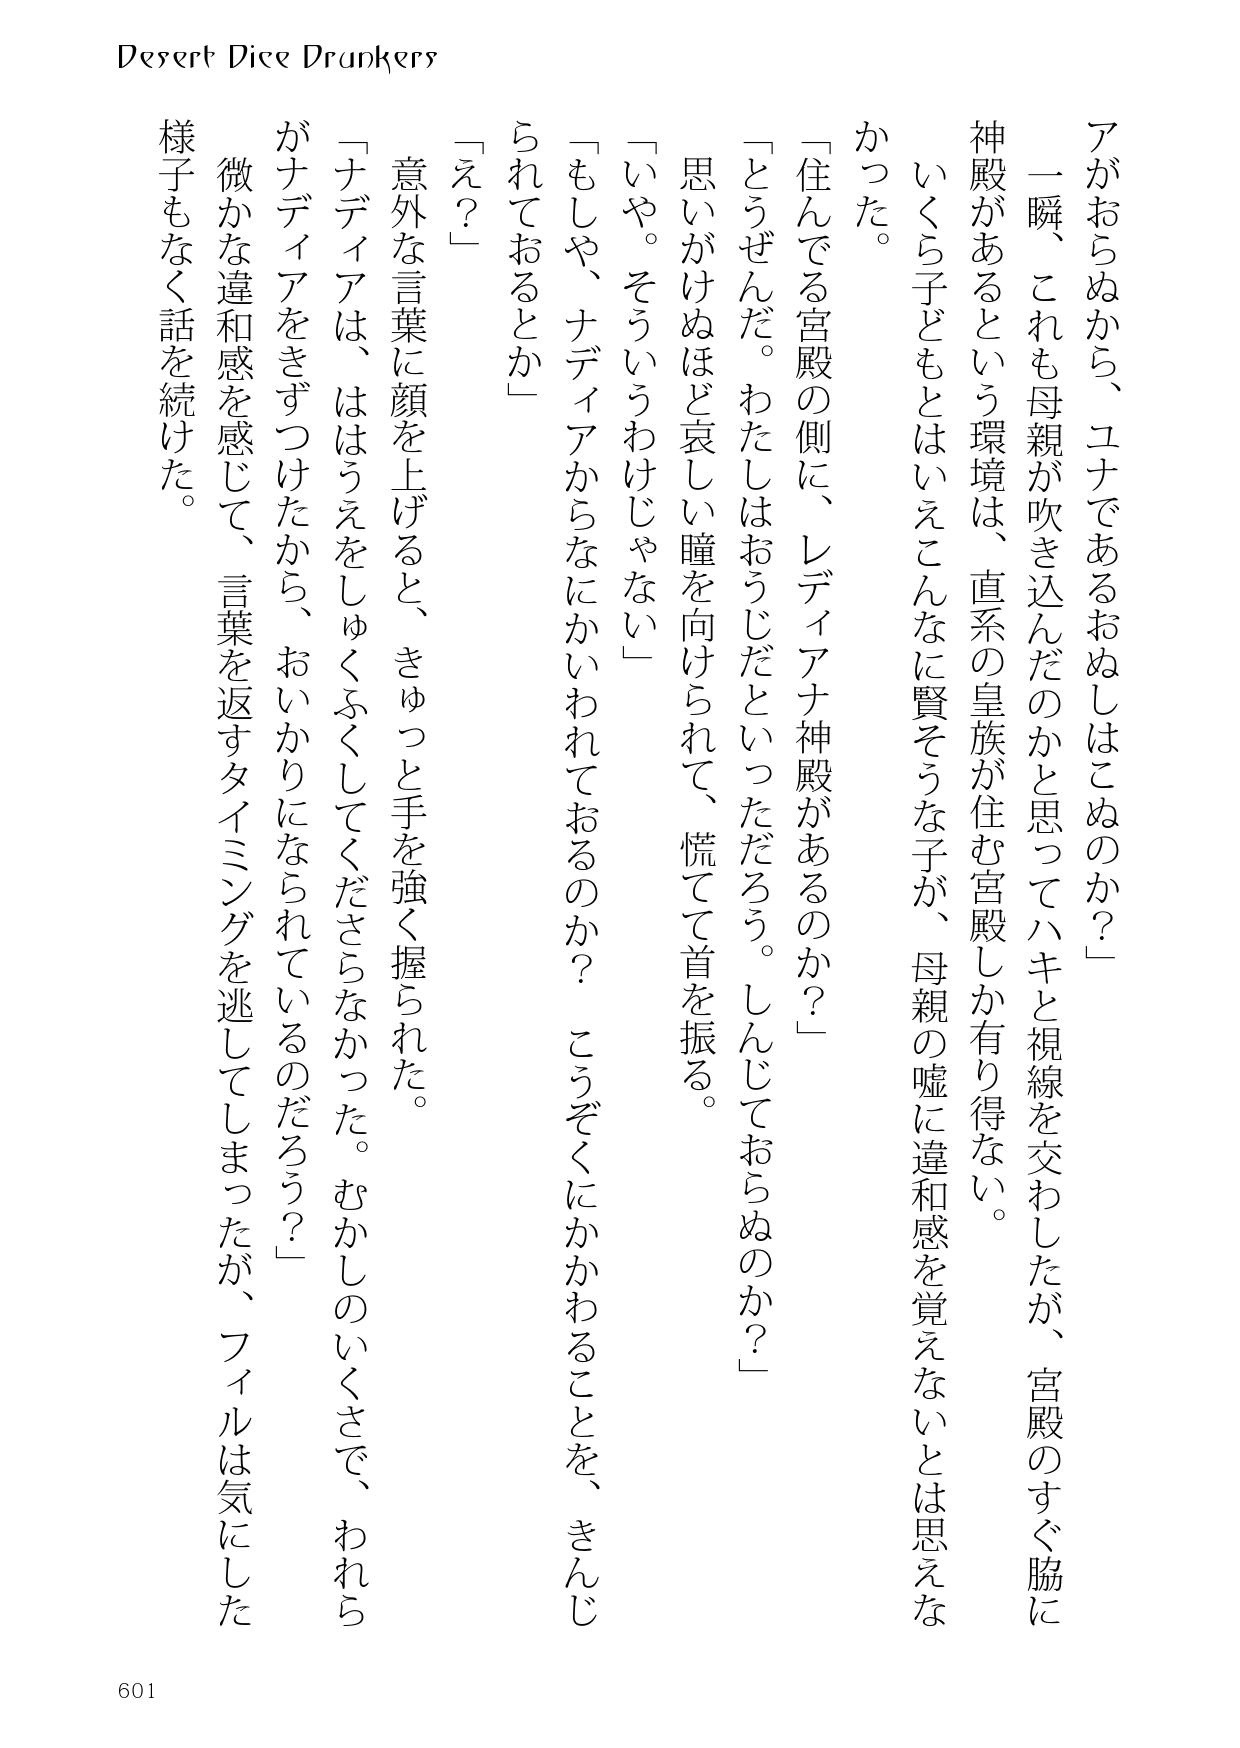 Desert Dice Drunkers
アがおらぬから、ユナであるおぬしはこぬのか？」
　一瞬、これも母親が吹き込んだのかと思ってハキと視線を交わしたが、宮殿のすぐ脇に
神殿があるという環境は、直系の皇族が住む宮殿しか有り得ない。
　いくら子どもとはいえこんなに賢そうな子が、母親の嘘に違和感を覚えないとは思えな
かった。
「住んでる宮殿の側に、レディアナ神殿があるのか？」
「とうぜんだ。わたしはおうじだといっただろう。しんじておらぬのか？」
　思いがけぬほど哀しい瞳を向けられて、慌てて首を振る。
「いや。そういうわけじゃない」
「もしや、ナディアからなにかいわれておるのか？　こうぞくにかかわることを、きんじ
られておるとか」
「え？」
　意外な言葉に顔を上げると、きゅっと手を強く握られた。
「ナディアは、ははうえをしゅくふくしてくださらなかった。むかしのいくさで、われら
がナディアをきずつけたから、おいかりになられているのだろう？」
　微かな違和感を感じて、言葉を返すタイミングを逃してしまったが、フィルは気にした
様子もなく話を続けた。
601